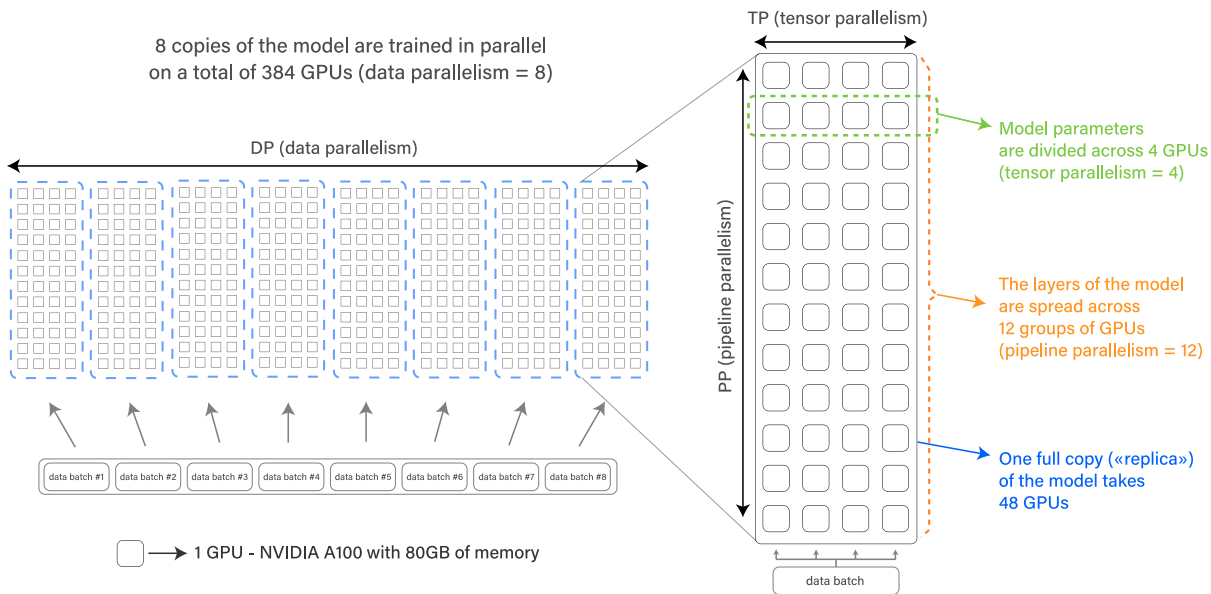 8 copies of the model are trained in parallel
on a total of 384 GPUs (data parallelism = 8)
DP (data parallelism)
data batch #1
data batch #2
data batch #3
data batch #4
data batch #5
data batch #6
data batch #7
data batch #8
1 GPU - NVIDIA A100 with 80GB of memory
TP (tensor parallelism)
PP (pipeline parallelism)
data batch
Model parameters
are divided across 4 GPUs
(tensor parallelism = 4)
The layers of the model
are spread across
12 groups of GPUs
(pipeline parallelism = 12)
One full copy («replica»)
of the model takes
48 GPUs